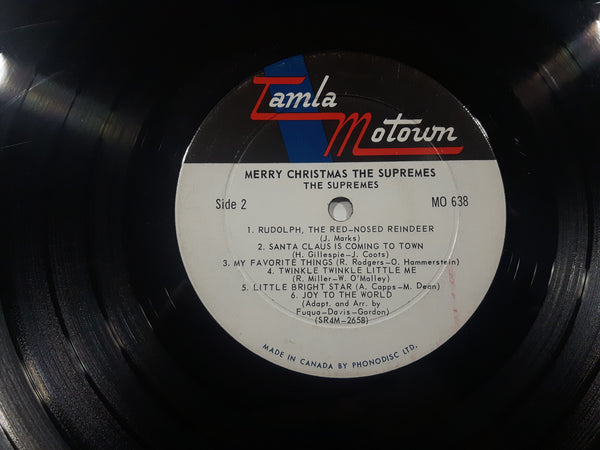 Tamla
Motown
MERRY CHRISTMAS THE SUPREMES
THE SUPREMES
Side 2 MO 638
1. RUDOLPH, THE RED-NOSED REINDEER
(J. Marks)
2. SANTA CLAUS IS COMING TO TOWN
(H. Gillespie-J. Coots)
3. MY FAVORITE THINGS (R. Rodgers-O. Hammerstein)
4. TWINKLE TWINKLE LITTLE ME
(R. Miller-W. O'Malley)
5. LITTLE BRIGHT STAR (A. Capps-M. Dean)
6. JOY TO THE WORLD
(Adapt. and Arr. by
Fuqua-Davis-Gordon)
(SR4M-2658)
MADE IN CANADA BY PHONODISC LTD.